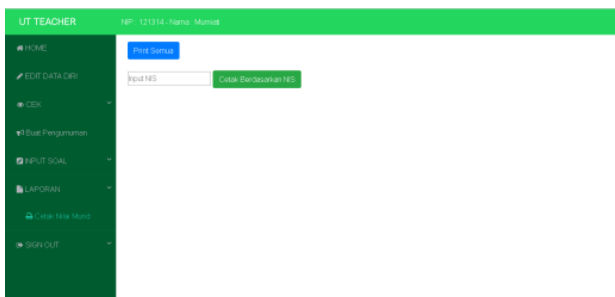 UT TEACHER
NIP : 121314 - Nama : Murniati
HOME
Print Semua
EDIT DATA DIRI
Input NIS
Cetak Berdasarkan NIS
CEK
Buat Pengumuman
INPUT SOAL
LAPORAN
Cetak Nilai Murid
SIGN OUT